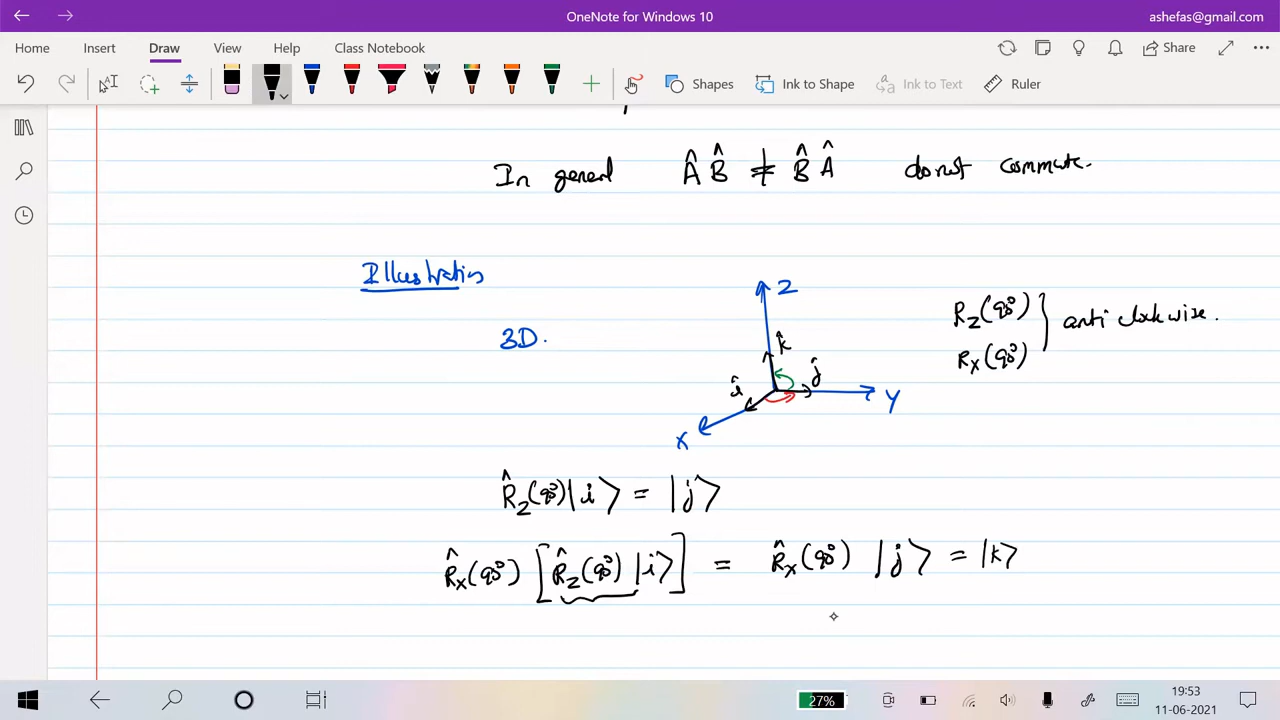 OneNote for Windows 10
ashefas@gmail.com
Home Insert Draw View Help Class Notebook Share
Shapes Ink to Shape Ink to Text Ruler
In general Â B̂ ≠ B̂ Â do not commute.
Illustration
3D.
Z
k̂
ĵ
î
Y
X
R_Z(90°)
R_X(90°) } anti clockwise.
R̂_Z(90°)|i⟩ = |j⟩
R̂_X(90°) [R̂_Z(90°) |i⟩] = R̂_X(90°) |j⟩ = |k⟩
27%
19:53
11-06-2021